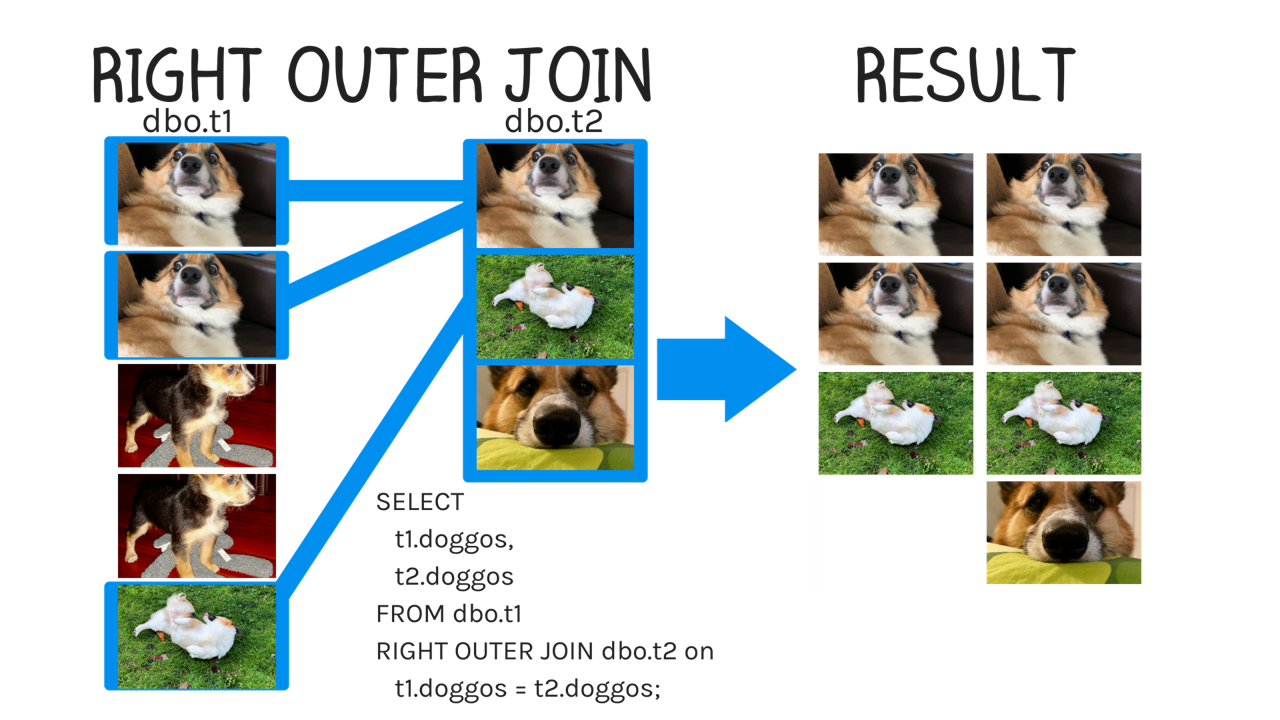 RIGHT OUTER JOIN
RESULT
dbo.t1
dbo.t2
SELECT
t1.doggos,
t2.doggos
FROM dbo.t1
RIGHT OUTER JOIN dbo.t2 on
t1.doggos = t2.doggos;